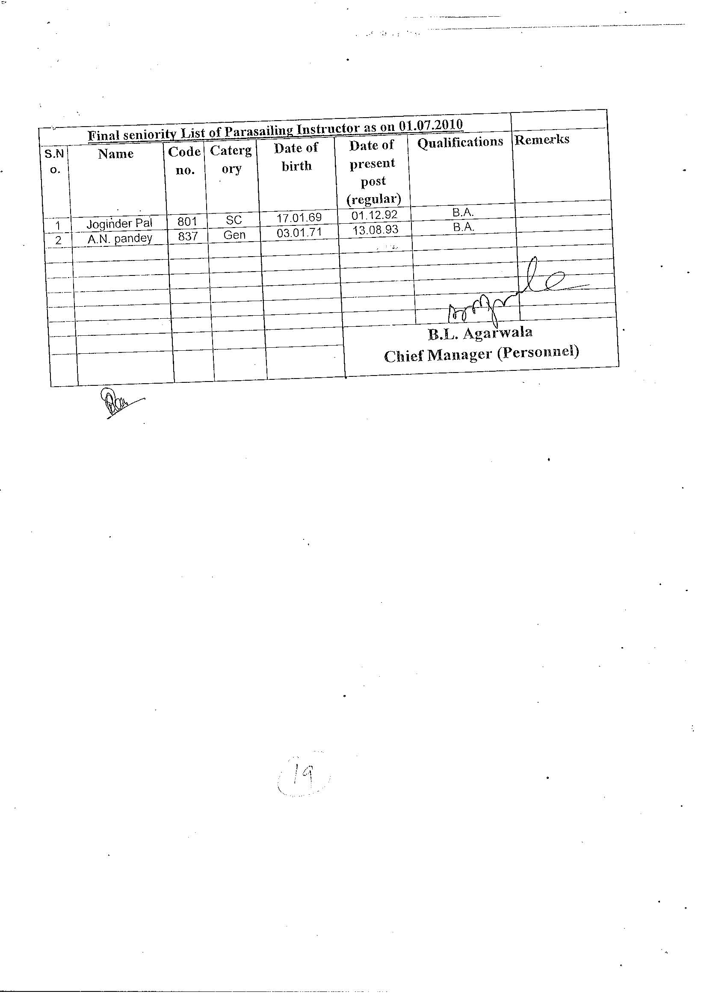 Final seniority List of Parasailing Instructor as on 01.07.2010
S.N Name Code Caterg Date of Date of Qualifications Remerks
o. no. ory birth present
post
(regular)
1 Joginder Pal 801 SC 17.01.69 01.12.92 B.A.
2 A.N. pandey 837 Gen 03.01.71 13.08.93 B.A.
B.L. Agarwala
Chief Manager (Personnel)
19